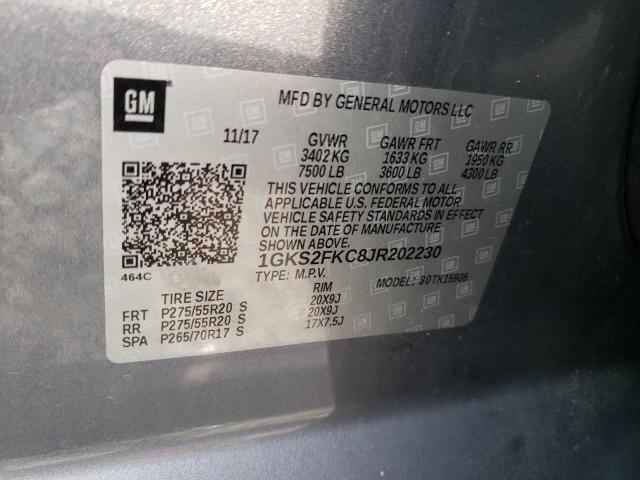 GM
MFD BY GENERAL MOTORS LLC
11/17 GVWR GAWR FRT GAWR RR
3402 KG 1633 KG 1950 KG
7500 LB 3600 LB 4300 LB
THIS VEHICLE CONFORMS TO ALL
APPLICABLE U.S. FEDERAL MOTOR
VEHICLE SAFETY STANDARDS IN EFFECT
ON THE DATE OF MANUFACTURE
SHOWN ABOVE.
1GKS2FKC8JR202230
464C TYPE: M.P.V. MODEL: 80TK15906
TIRE SIZE RIM
FRT P275/55R20 S 20X9J
RR P275/55R20 S 20X9J
SPA P265/70R17 S 17X7.5J